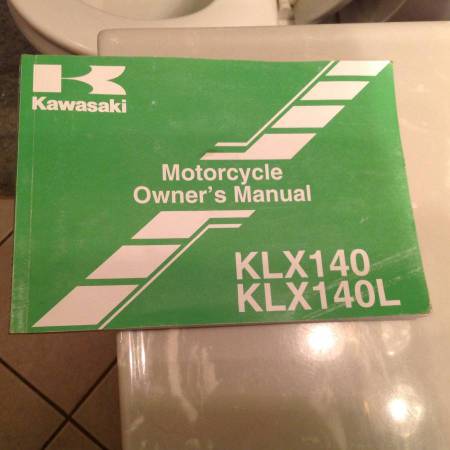 Kawasaki
Motorcycle
Owner's Manual
KLX140
KLX140L